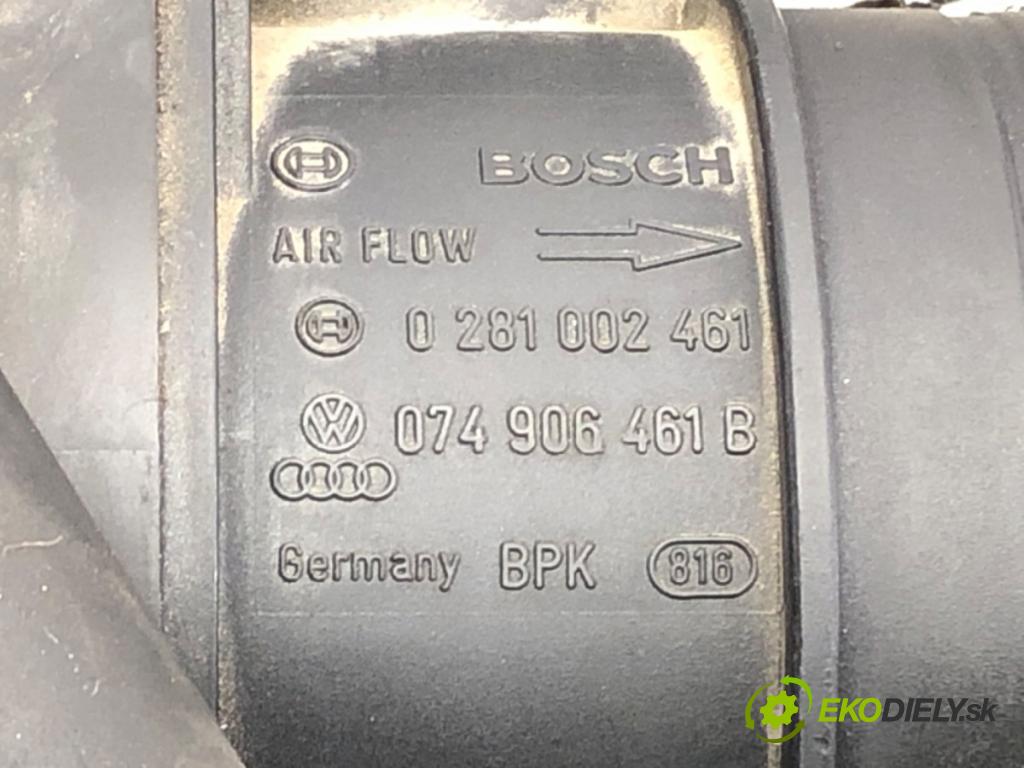 BOSCH
AIR FLOW
0 281 002 461
074 906 461 B
Germany BPK 816
EKODIELY.sk